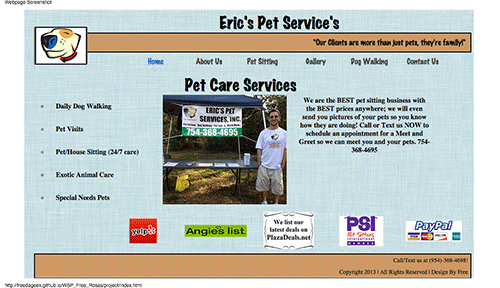 Webpage Screenshot
Eric's Pet Service's
"Our Clients are more than just pets, they're family!"
Home About Us Pet Sitting Gallery Dog Walking Contact Us
Pet Care Services
Daily Dog Walking
Pet Visits
Pet/House Sitting (24/7 care)
Exotic Animal Care
Special Needs Pets
ERIC'S PET
SERVICES, INC.
754-368-4695
We are the BEST pet sitting business with
the BEST prices anywhere; we will even
send you pictures of your pets so you know
how they are doing! Call or Text us NOW to
schedule an appointment for a Meet and
Greet so we can meet you and your pets. 754-
368-4695
yelp
Angie's list
We list our
latest deals on
PlazaDeals.net
PSI
Pet Sitters
International
PayPal
Call/Text us at (954)-368-4698!
Copyright 2013 | All Rights Reserved | Design By Free
http://freedageek.github.io/WSP_Free_Rosas/project/index.html